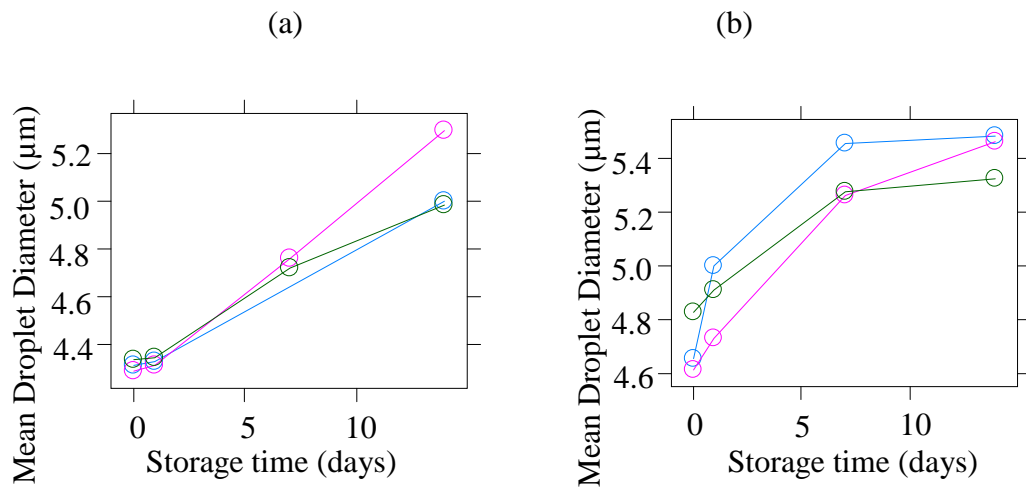 (a)
(b)
Mean Droplet Diameter (µm)
5.2
5.0
4.8
4.6
4.4
0
5
10
Storage time (days)
Mean Droplet Diameter (µm)
5.4
5.2
5.0
4.8
4.6
0
5
10
Storage time (days)